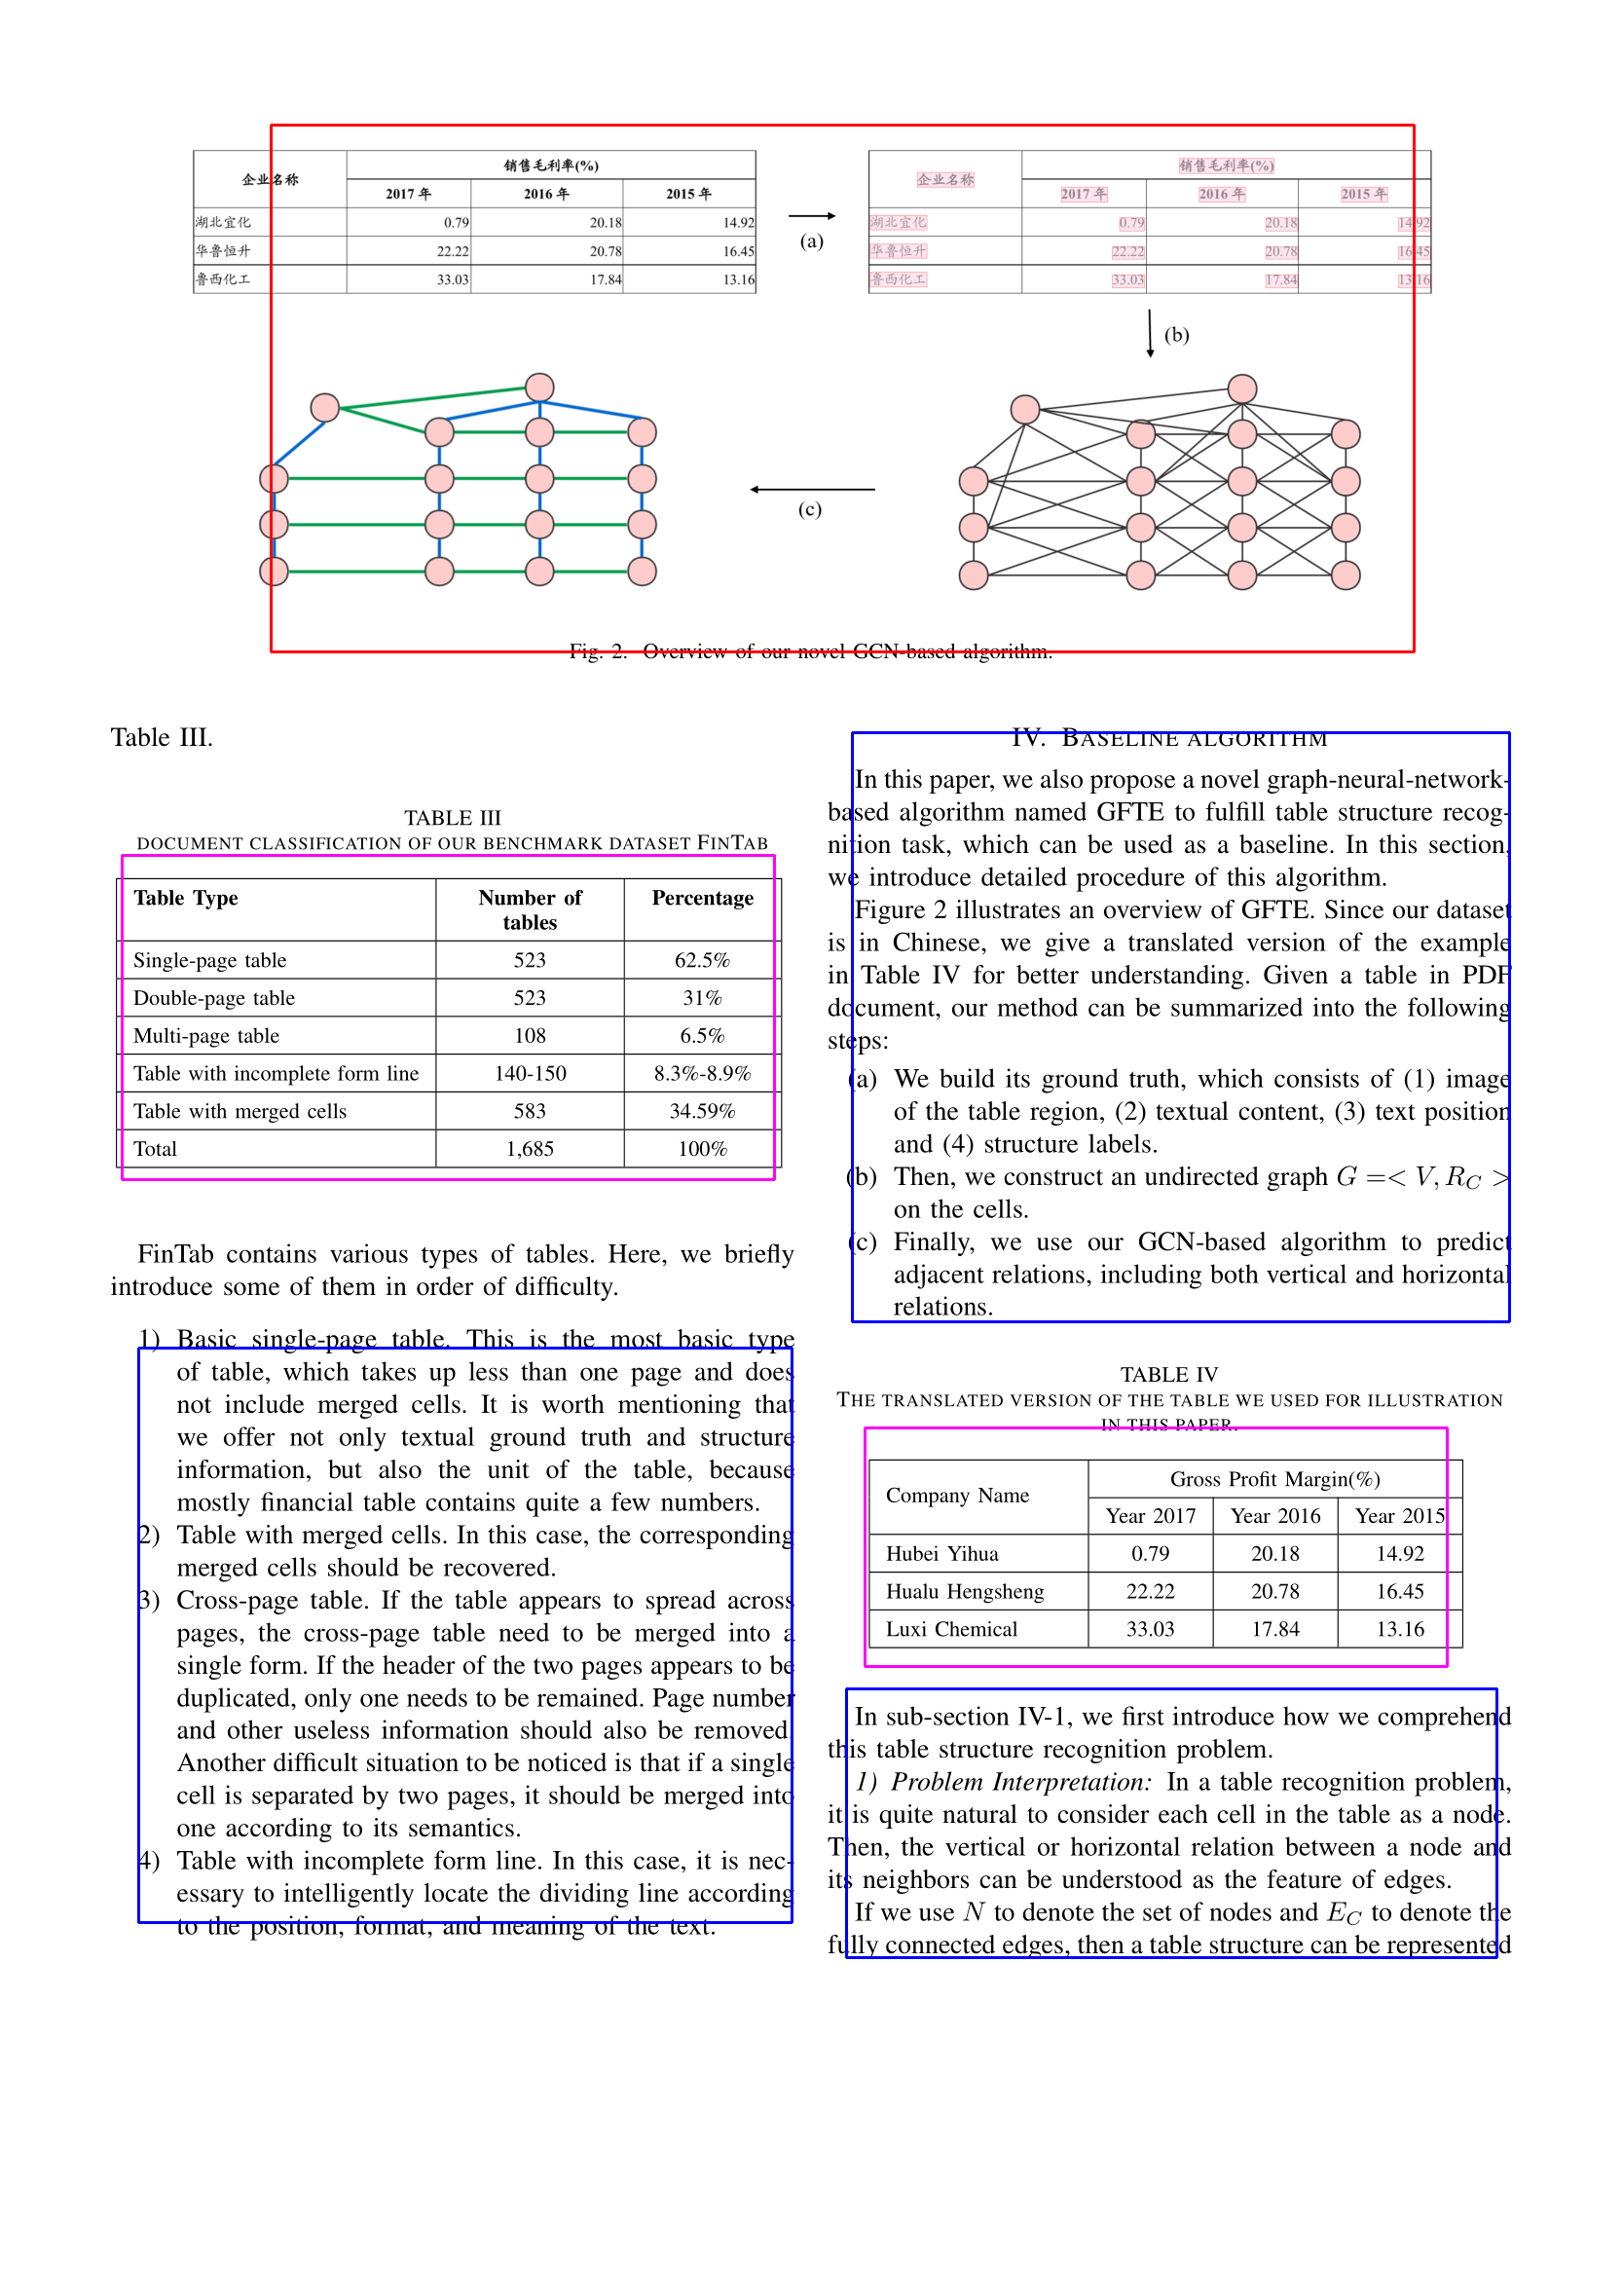 企业名称 销售毛利率(%)
2017 年 2016 年 2015 年
湖北宜化 0.79 20.18 14.92
华鲁恒升 22.22 20.78 16.45
鲁西化工 33.03 17.84 13.16
(a)
企业名称 销售毛利率(%)
2017 年 2016 年 2015 年
湖北宜化 0.79 20.18 14.92
华鲁恒升 22.22 20.78 16.45
鲁西化工 33.03 17.84 13.16
(b)
(c)
Fig. 2. Overview of our novel GCN-based algorithm.
Table III.
TABLE III
DOCUMENT CLASSIFICATION OF OUR BENCHMARK DATASET FINTAB
Table Type Number of tables Percentage
Single-page table 523 62.5%
Double-page table 523 31%
Multi-page table 108 6.5%
Table with incomplete form line 140-150 8.3%-8.9%
Table with merged cells 583 34.59%
Total 1,685 100%
FinTab contains various types of tables. Here, we briefly
introduce some of them in order of difficulty.
1) Basic single-page table. This is the most basic type
of table, which takes up less than one page and does
not include merged cells. It is worth mentioning that
we offer not only textual ground truth and structure
information, but also the unit of the table, because
mostly financial table contains quite a few numbers.
2) Table with merged cells. In this case, the corresponding
merged cells should be recovered.
3) Cross-page table. If the table appears to spread across
pages, the cross-page table need to be merged into a
single form. If the header of the two pages appears to be
duplicated, only one needs to be remained. Page number
and other useless information should also be removed.
Another difficult situation to be noticed is that if a single
cell is separated by two pages, it should be merged into
one according to its semantics.
4) Table with incomplete form line. In this case, it is nec-
essary to intelligently locate the dividing line according
to the position, format, and meaning of the text.
IV. BASELINE ALGORITHM
In this paper, we also propose a novel graph-neural-network-
based algorithm named GFTE to fulfill table structure recog-
nition task, which can be used as a baseline. In this section,
we introduce detailed procedure of this algorithm.
Figure 2 illustrates an overview of GFTE. Since our dataset
is in Chinese, we give a translated version of the example
in Table IV for better understanding. Given a table in PDF
document, our method can be summarized into the following
steps:
(a) We build its ground truth, which consists of (1) image
of the table region, (2) textual content, (3) text position
and (4) structure labels.
(b) Then, we construct an undirected graph G =< V, R_C >
on the cells.
(c) Finally, we use our GCN-based algorithm to predict
adjacent relations, including both vertical and horizontal
relations.
TABLE IV
THE TRANSLATED VERSION OF THE TABLE WE USED FOR ILLUSTRATION
IN THIS PAPER.
Company Name Gross Profit Margin(%)
Year 2017 Year 2016 Year 2015
Hubei Yihua 0.79 20.18 14.92
Hualu Hengsheng 22.22 20.78 16.45
Luxi Chemical 33.03 17.84 13.16
In sub-section IV-1, we first introduce how we comprehend
this table structure recognition problem.
1) Problem Interpretation: In a table recognition problem,
it is quite natural to consider each cell in the table as a node.
Then, the vertical or horizontal relation between a node and
its neighbors can be understood as the feature of edges.
If we use N to denote the set of nodes and E_C to denote the
fully connected edges, then a table structure can be represented